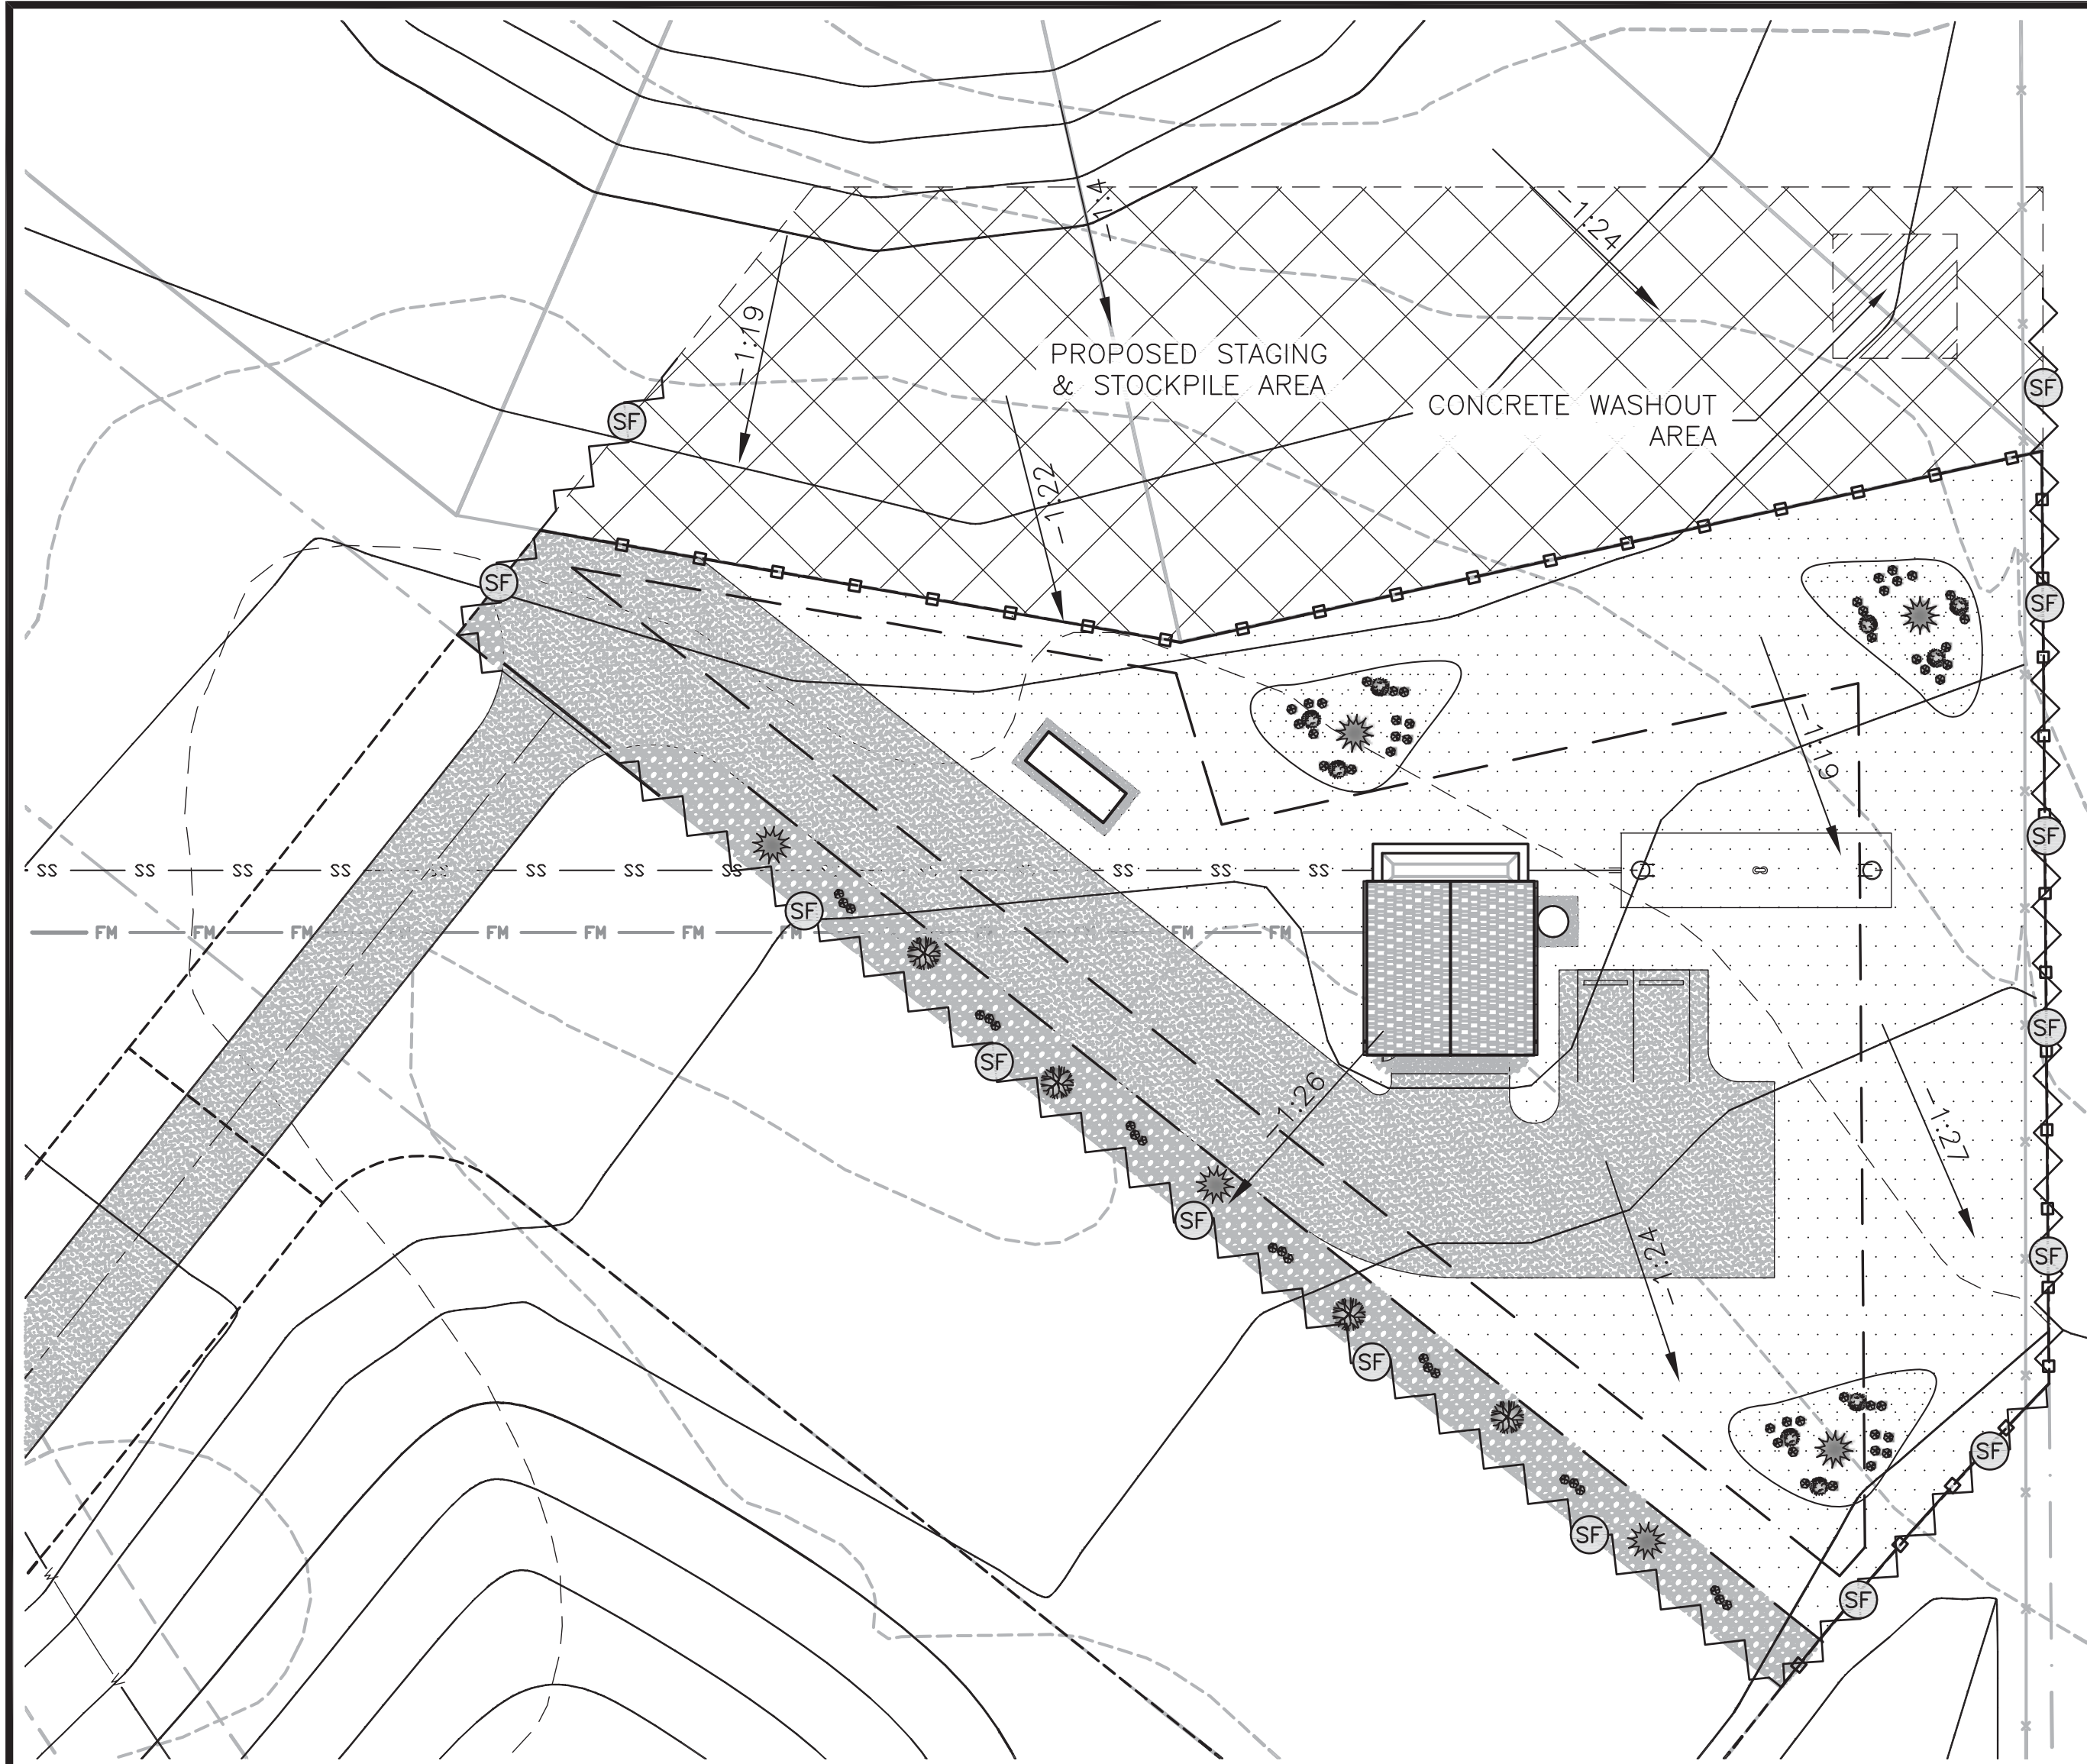 -1:4
-1:24
-1:19
PROPOSED STAGING
& STOCKPILE AREA
SF
CONCRETE WASHOUT
AREA
SF
-1:22
SF
SF
-1:19
SF
SS SS SS SS SS SS SS SS SS SS SS
SF
FM FM FM FM FM FM FM FM FM
SF
SF
-1:26
-1:27
SF
-1:24
SF
SF
SF
SF
SF